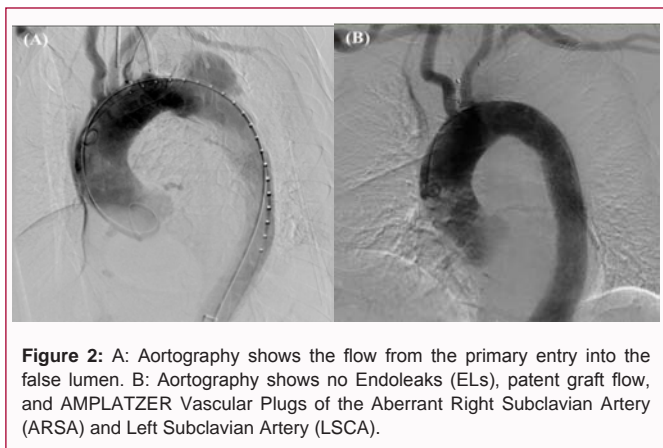 (A)
(B)
Figure 2: A: Aortography shows the flow from the primary entry into the
false lumen. B: Aortography shows no Endoleaks (ELs), patent graft flow,
and AMPLATZER Vascular Plugs of the Aberrant Right Subclavian Artery
(ARSA) and Left Subclavian Artery (LSCA).